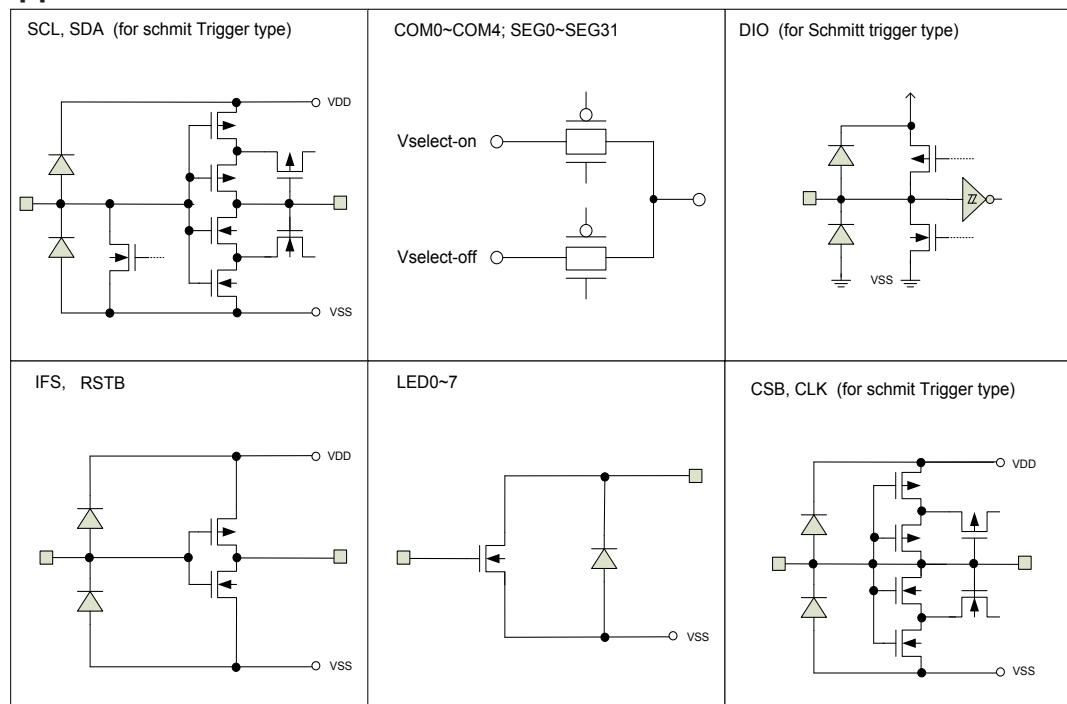 SCL, SDA (for schmit Trigger type)
VDD
VSS
COM0~COM4; SEG0~SEG31
Vselect-on
Vselect-off
DIO (for Schmitt trigger type)
VSS
IFS, RSTB
VDD
VSS
LED0~7
VSS
CSB, CLK (for schmit Trigger type)
VDD
VSS